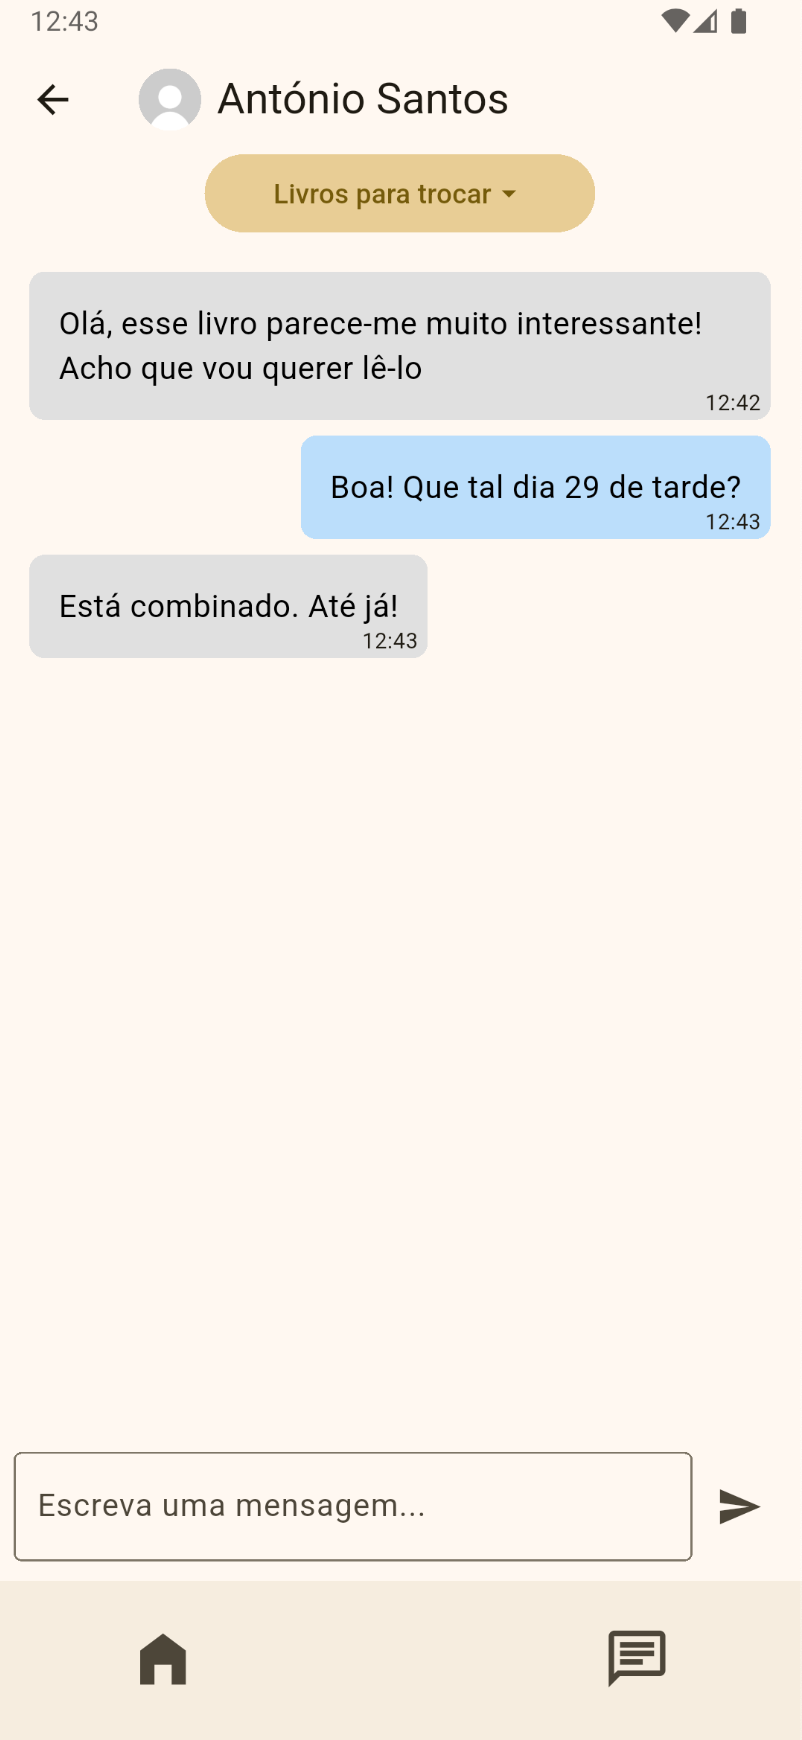 12:43
António Santos
Livros para trocar
Olá, esse livro parece-me muito interessante!
Acho que vou querer lê-lo
12:42
Boa! Que tal dia 29 de tarde?
12:43
Está combinado. Até já!
12:43
Escreva uma mensagem...